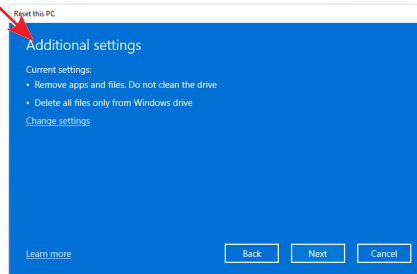 Reset this PC
Additional settings
Current settings:
• Remove apps and files. Do not clean the drive
• Delete all files only from Windows drive
Change settings
Learn more
Back
Next
Cancel